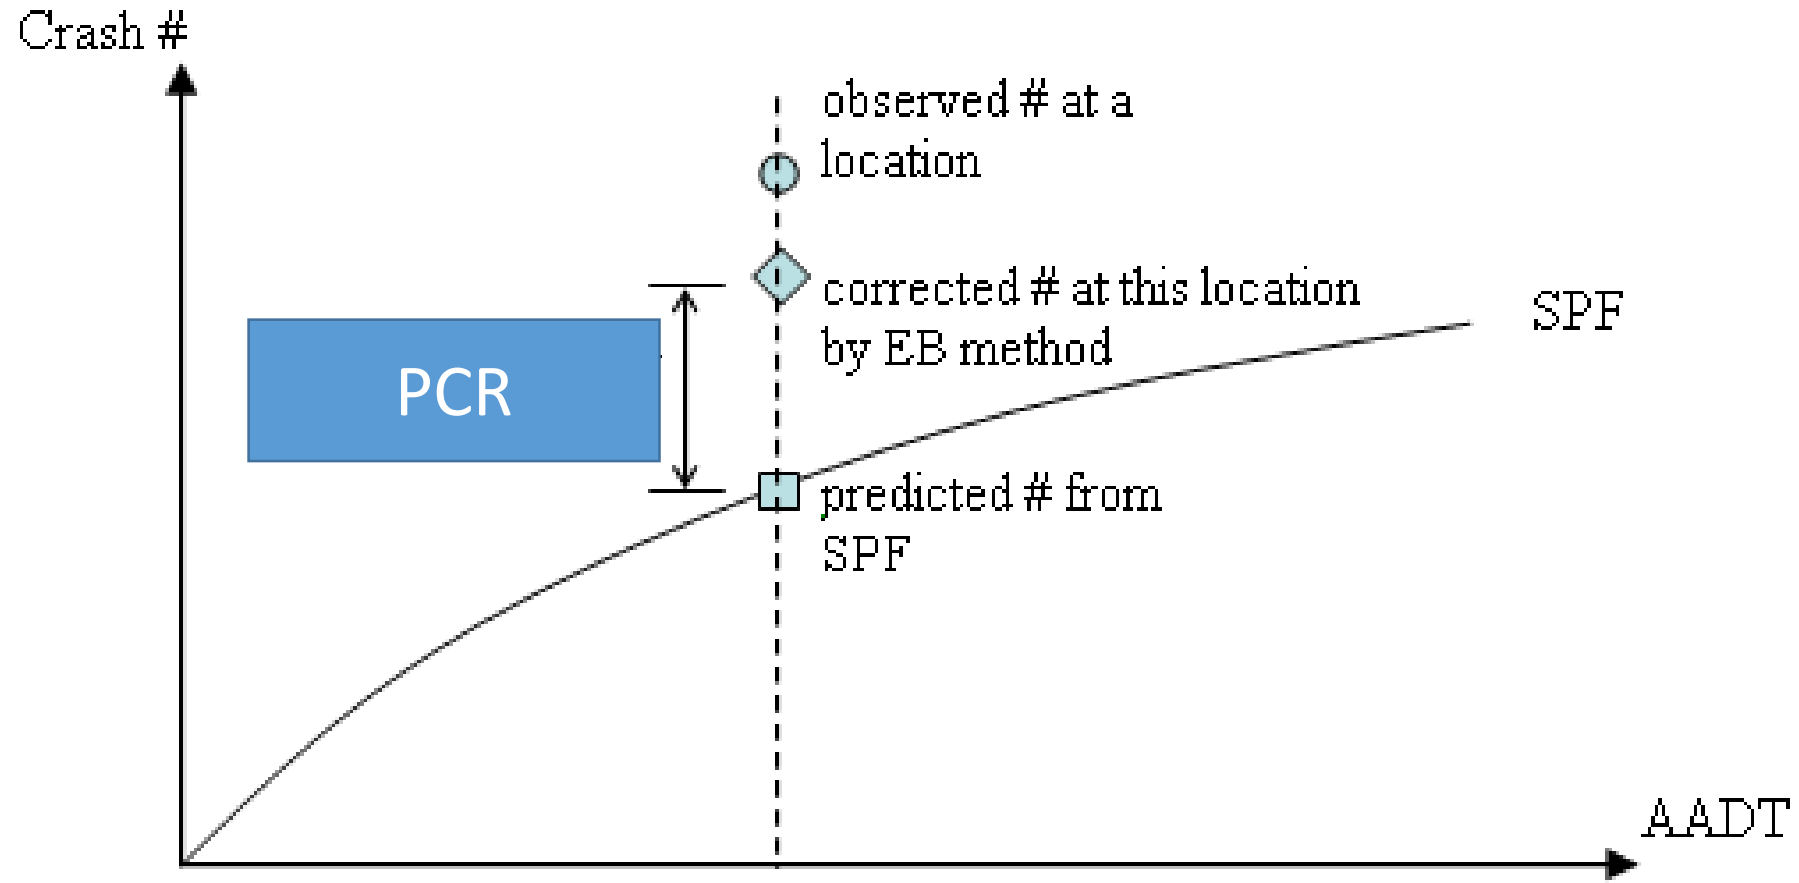 Crash #
observed # at a
location
corrected # at this location
by EB method
SPF
PCR
predicted # from
SPF
AADT